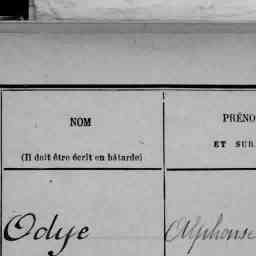 NOM
PRÉNO
ET SUR
(Il doit être écrit en bâtarde)
Odye
Alphonse